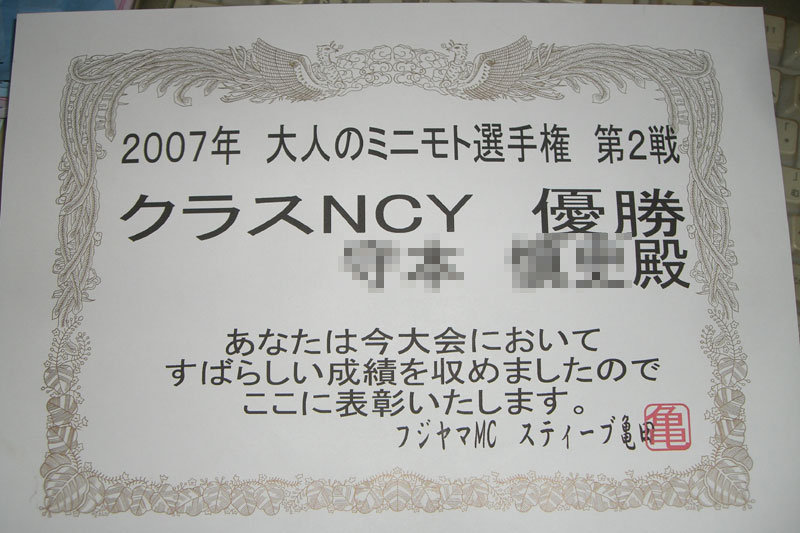 2007年 大人のミニモト選手権 第2戦
クラスNCY 優勝
殿
あなたは今大会において
すばらしい成績を収めましたので
ここに表彰いたします。
フジヤマMC スティーブ亀田
亀